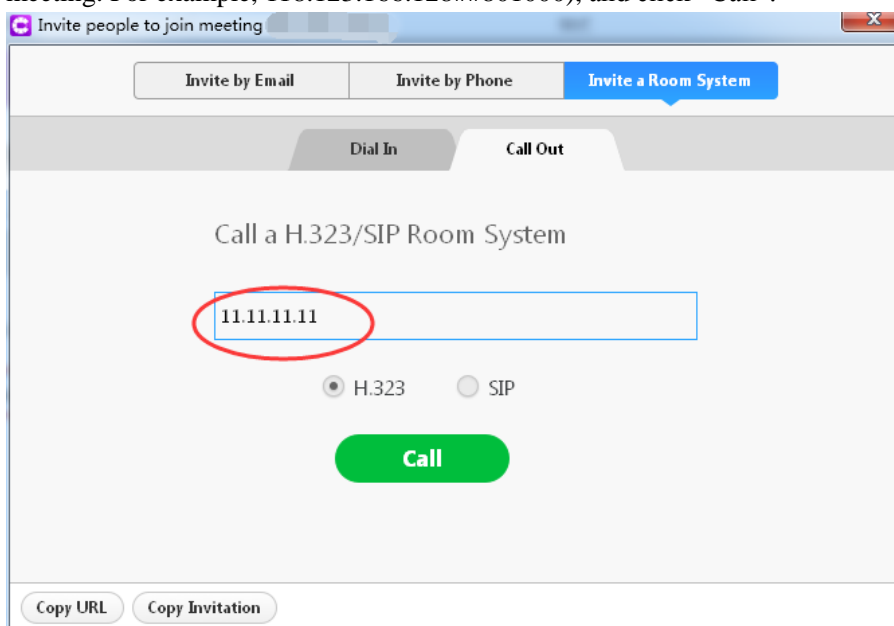 Invite people to join meeting
Invite by Email Invite by Phone Invite a Room System
Dial In Call Out
Call a H.323/SIP Room System
11.11.11.11
H.323 SIP
Call
Copy URL Copy Invitation